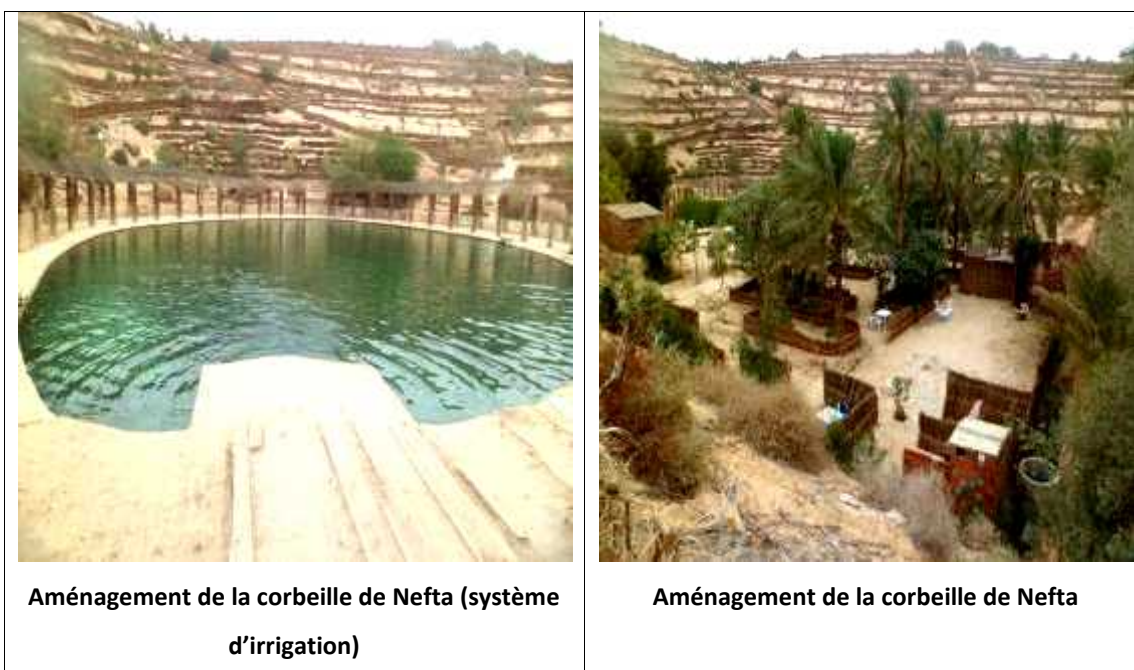 Aménagement de la corbeille de Nefta (système
d’irrigation)
Aménagement de la corbeille de Nefta